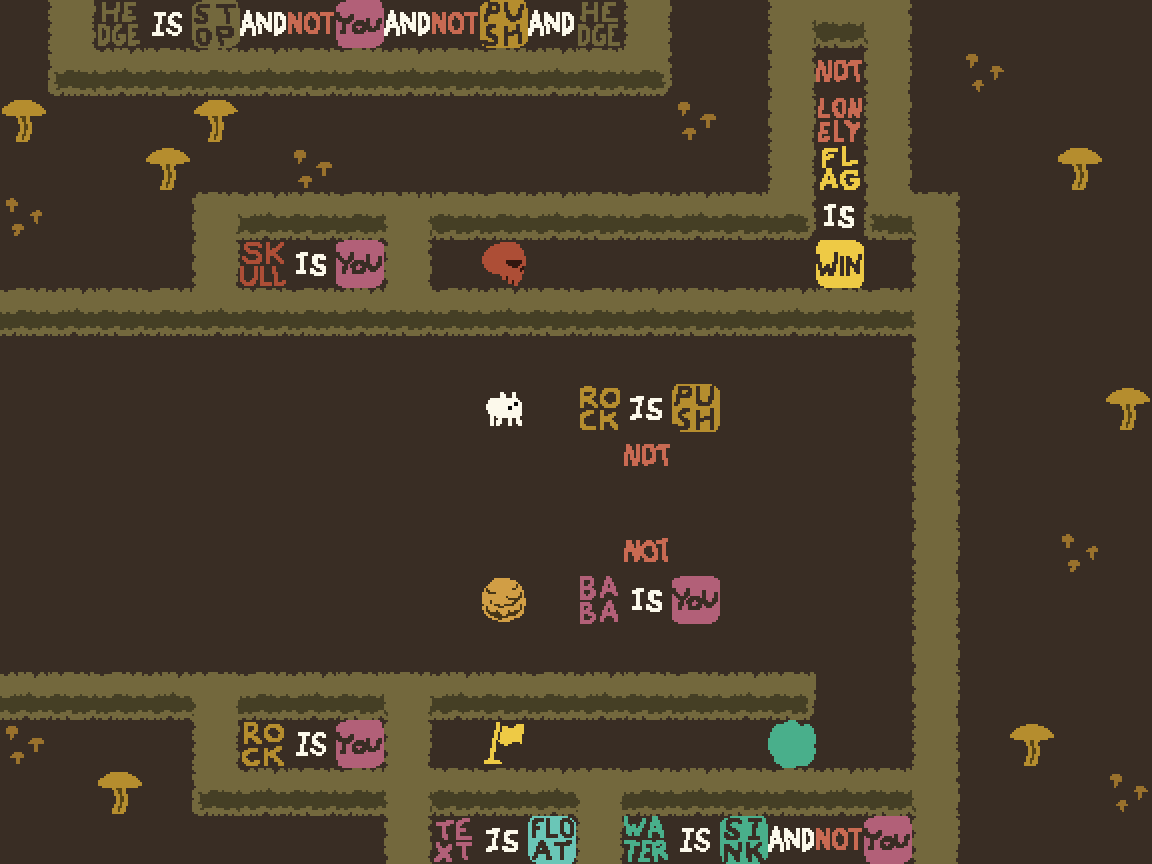 HEDGE IS STOP AND NOT YOU AND NOT PUSH AND HEDGE
NOT
LONELY
FLAG
IS
SKULL IS YOU
WIN
ROCK IS PUSH
NOT
NOT
BABA IS YOU
ROCK IS YOU
TEXT IS FLOAT
WATER IS SINK AND NOT YOU